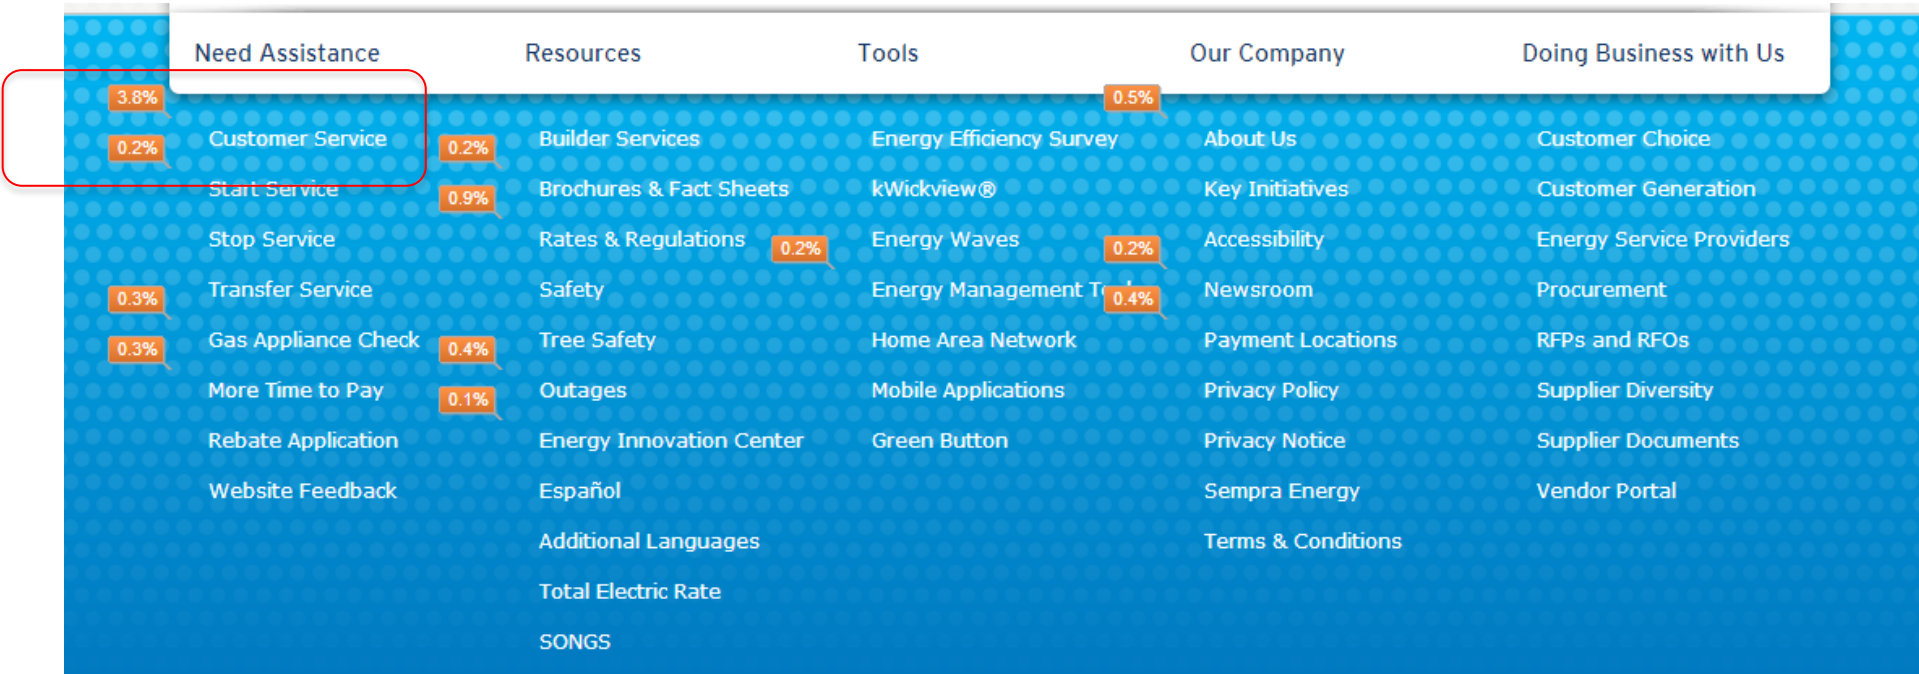 Need Assistance
Resources
Tools
Our Company
Doing Business with Us
3.8%
Customer Service
0.2%
Start Service
Stop Service
Transfer Service
0.3%
Gas Appliance Check
0.3%
More Time to Pay
Rebate Application
Website Feedback
Builder Services
0.2%
Brochures & Fact Sheets
0.9%
Rates & Regulations
Safety
Tree Safety
0.4%
Outages
0.1%
Energy Innovation Center
Español
Additional Languages
Total Electric Rate
SONGS
Energy Efficiency Survey
kWickview®
Energy Waves
0.2%
Energy Management
Home Area Network
Mobile Applications
Green Button
0.5%
About Us
Key Initiatives
Accessibility
0.2%
Newsroom
0.4%
Payment Locations
Privacy Policy
Privacy Notice
Sempra Energy
Terms & Conditions
Customer Choice
Customer Generation
Energy Service Providers
Procurement
RFPs and RFOs
Supplier Diversity
Supplier Documents
Vendor Portal